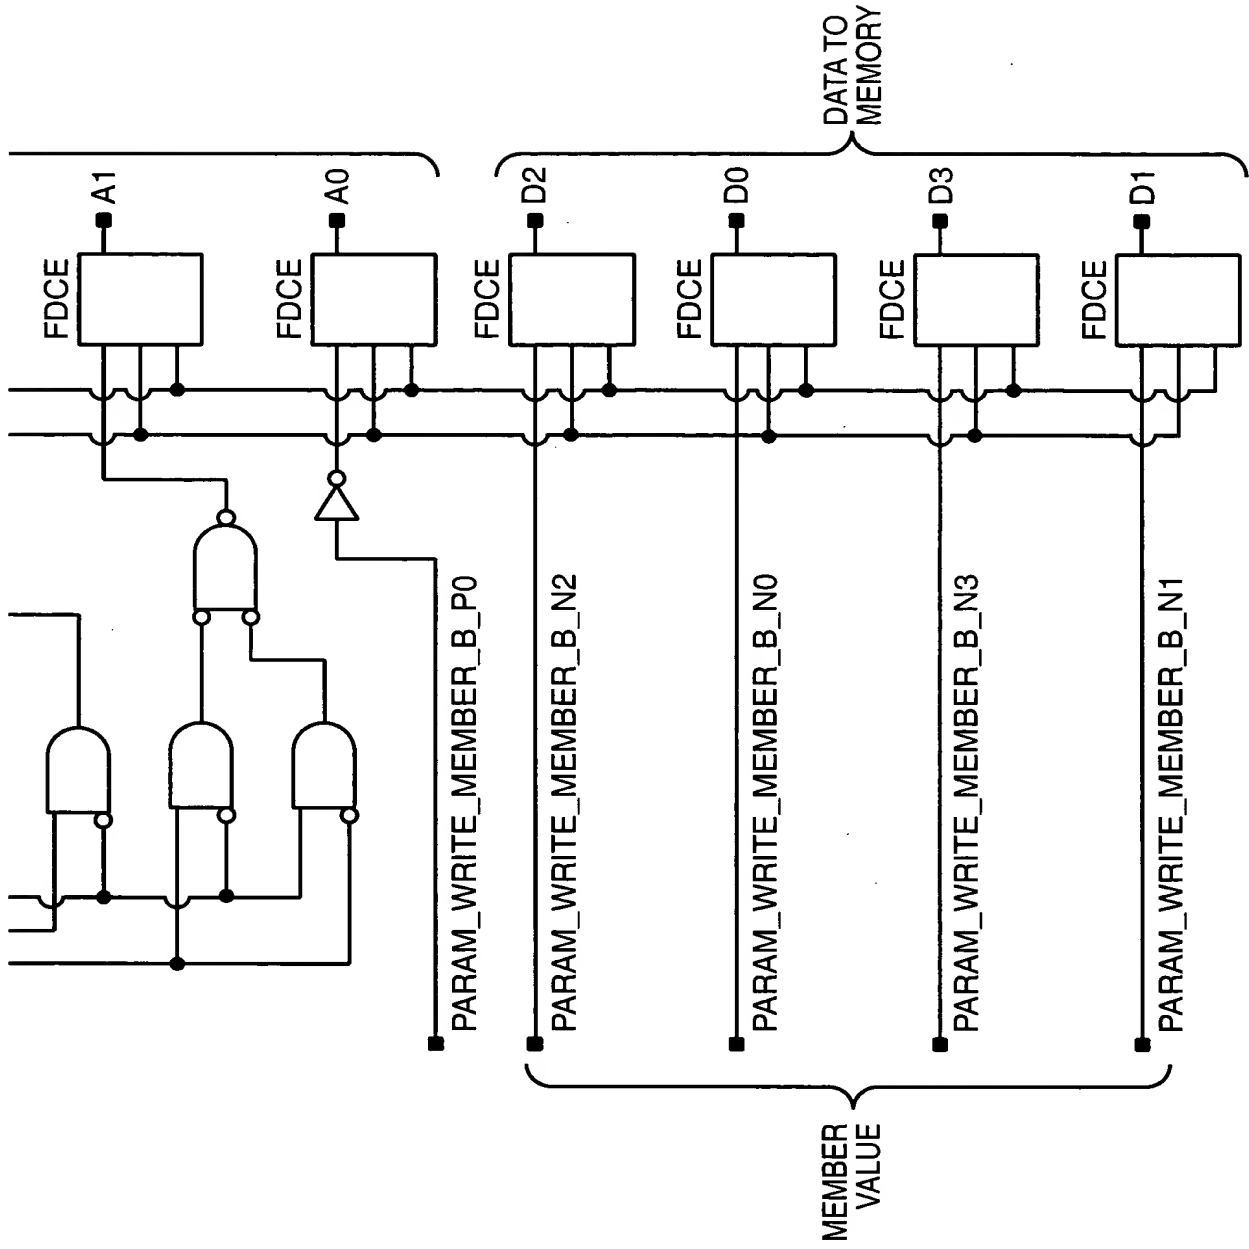 FDCE
A1
FDCE
A0
PARAM_WRITE_MEMBER_B_P0
FDCE
D2
PARAM_WRITE_MEMBER_B_N2
FDCE
D0
PARAM_WRITE_MEMBER_B_N0
MEMBER
VALUE
DATA TO
MEMORY
FDCE
D3
PARAM_WRITE_MEMBER_B_N3
FDCE
D1
PARAM_WRITE_MEMBER_B_N1